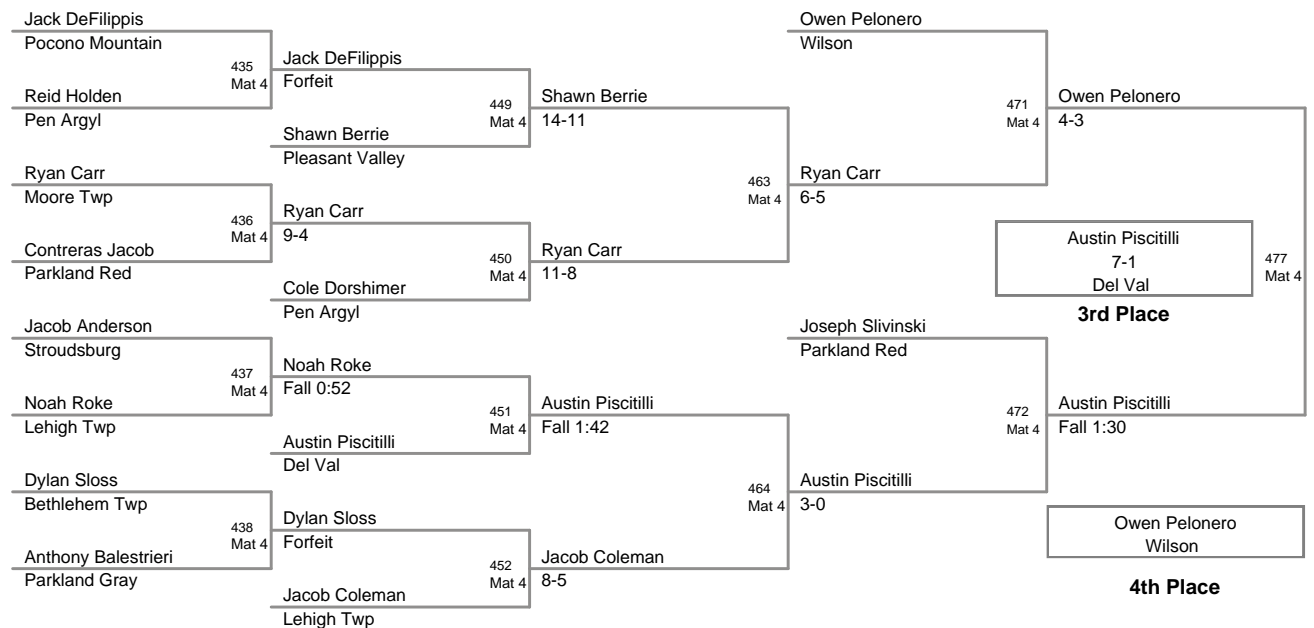 Jack DeFilippis
Pocono Mountain
435
Mat 4
Reid Holden
Pen Argyl
Ryan Carr
Moore Twp
436
Mat 4
Contreras Jacob
Parkland Red
Jacob Anderson
Stroudsburg
437
Mat 4
Noah Roke
Lehigh Twp
Dylan Sloss
Bethlehem Twp
438
Mat 4
Anthony Balestrieri
Parkland Gray
Jack DeFilippis
Forfeit
449
Mat 4
Shawn Berrie
Pleasant Valley
Ryan Carr
9-4
450
Mat 4
Cole Dorshimer
Pen Argyl
Noah Roke
Fall 0:52
451
Mat 4
Austin Piscitilli
Del Val
Dylan Sloss
Forfeit
452
Mat 4
Jacob Coleman
Lehigh Twp
Shawn Berrie
14-11
463
Mat 4
Ryan Carr
11-8
Austin Piscitilli
Fall 1:42
464
Mat 4
Jacob Coleman
8-5
Owen Pelonero
Wilson
471
Mat 4
Ryan Carr
6-5
Joseph Slivinski
Parkland Red
472
Mat 4
Austin Piscitilli
3-0
Owen Pelonero
4-3
Austin Piscitilli
7-1
Del Val
477
Mat 4
3rd Place
Austin Piscitilli
Fall 1:30
Owen Pelonero
Wilson
4th Place